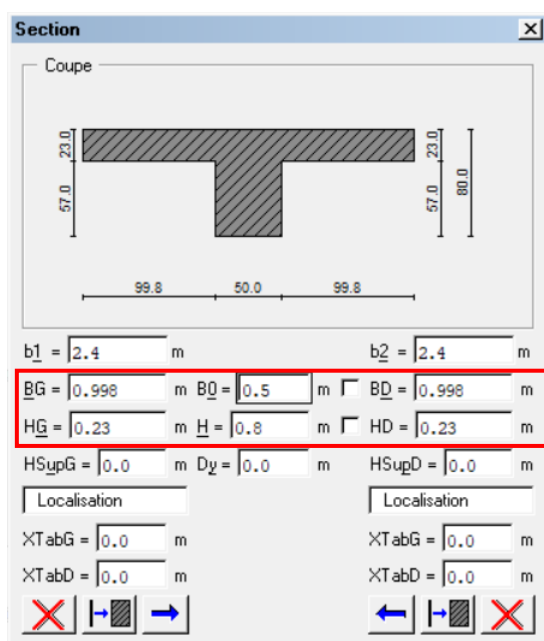 Section
Coupe
23.0
57.0
23.0
57.0
80.0
99.8 50.0 99.8
b1 = 2.4 m b2 = 2.4 m
BG = 0.998 m B0 = 0.5 m BD = 0.998 m
HG = 0.23 m H = 0.8 m HD = 0.23 m
HSupG = 0.0 m Dy = 0.0 m HSupD = 0.0 m
Localisation Localisation
XTabG = 0.0 m XTabG = 0.0 m
XTabD = 0.0 m XTabD = 0.0 m